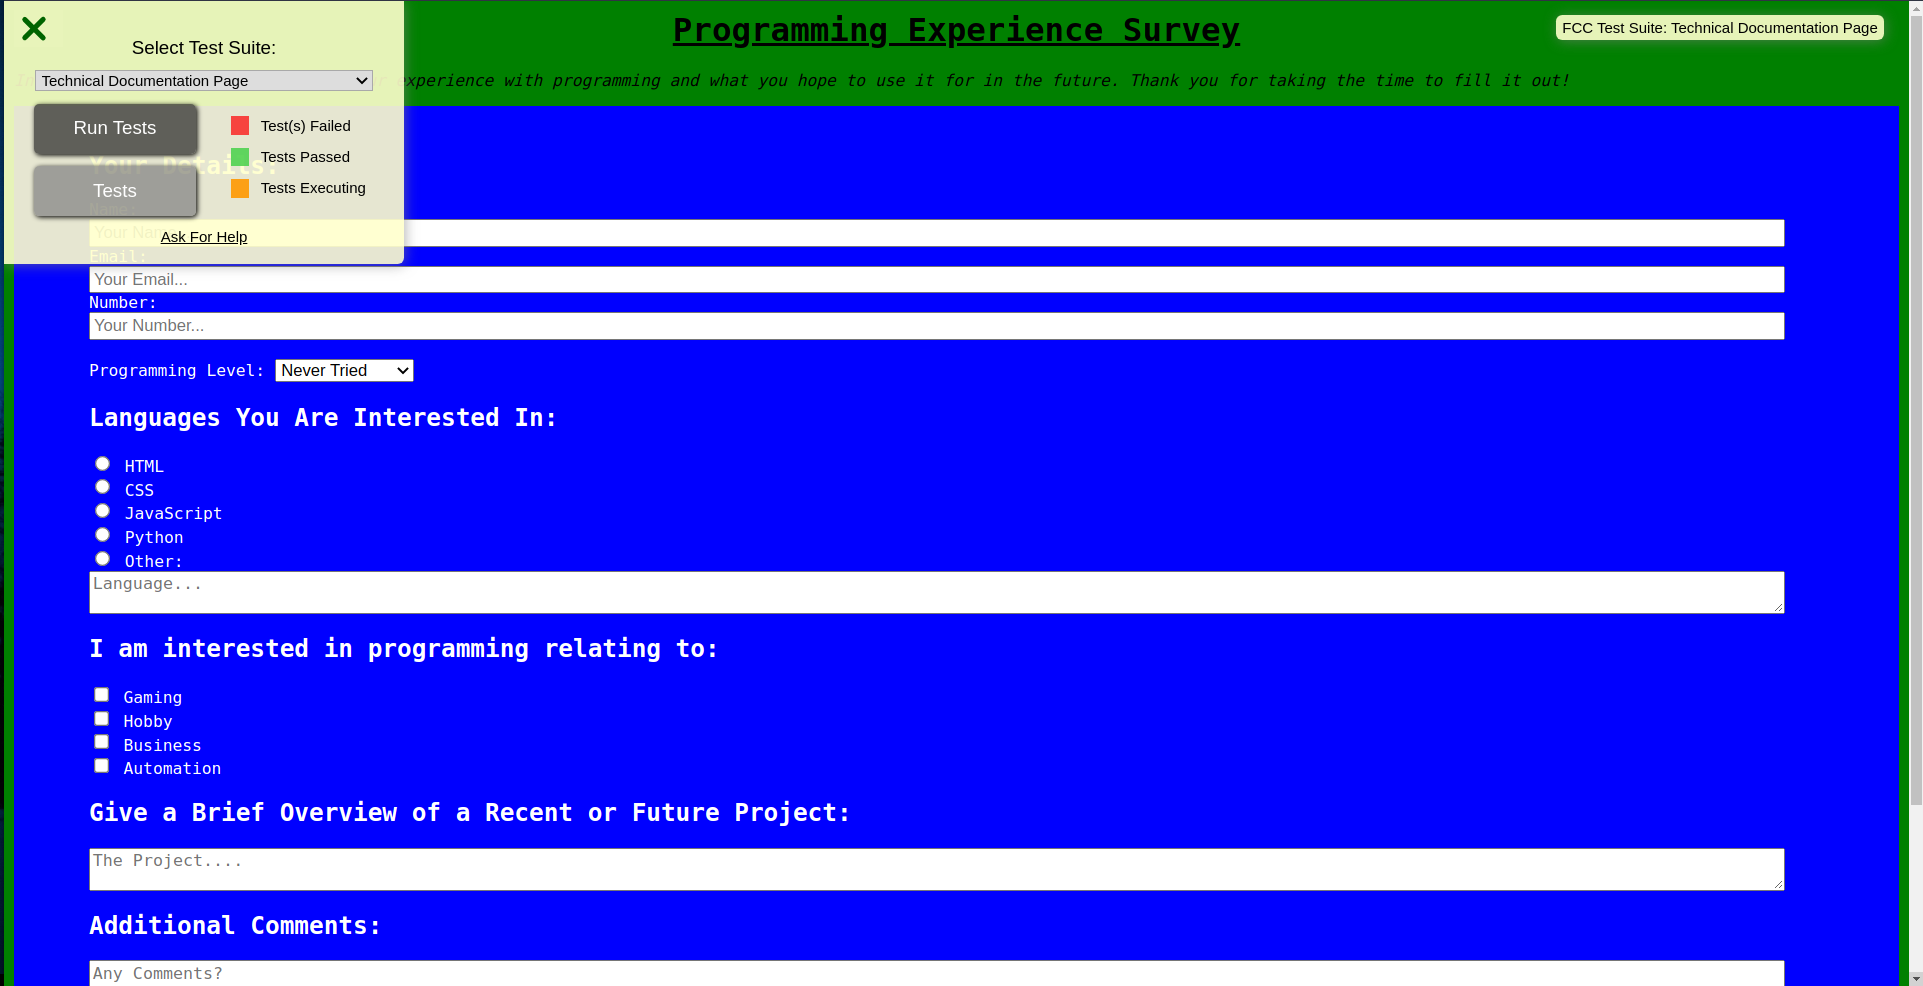 Programming Experience Survey
FCC Test Suite: Technical Documentation Page
Select Test Suite:
Technical Documentation Page
experience with programming and what you hope to use it for in the future. Thank you for taking the time to fill it out!
Run Tests
Test(s) Failed
Tests Passed
Your Details:
Tests
Tests Executing
Name:
Your Name
Ask For Help
Email:
Your Email...
Number:
Your Number...
Programming Level: Never Tried
Languages You Are Interested In:
HTML
CSS
JavaScript
Python
Other:
Language...
I am interested in programming relating to:
Gaming
Hobby
Business
Automation
Give a Brief Overview of a Recent or Future Project:
The Project....
Additional Comments:
Any Comments?